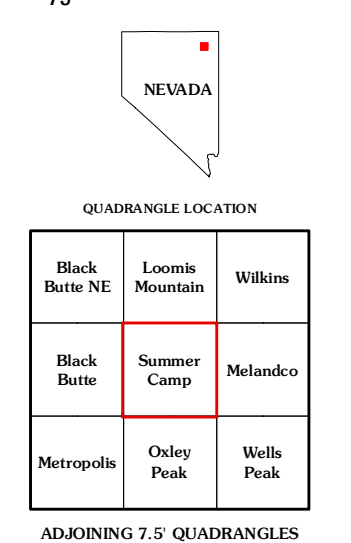 NEVADA
QUADRANGLE LOCATION
Black
Butte NE
Loomis
Mountain
Wilkins
Black
Butte
Summer
Camp
Melandco
Metropolis
Oxley
Peak
Wells
Peak
ADJOINING 7.5' QUADRANGLES